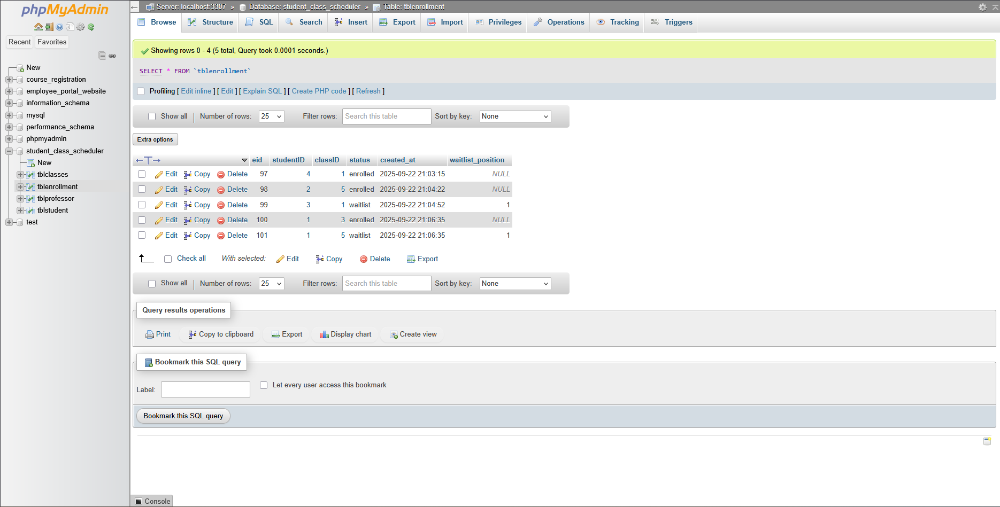 phpMyAdmin
Recent Favorites
New
course_registration
employee_portal_website
information_schema
mysql
performance_schema
phpmyadmin
student_class_scheduler
New
tblclasses
tblenrollment
tblprofessor
tblstudent
test
Server: localhost:3307 » Database: student_class_scheduler » Table: tblenrollment
Browse Structure SQL Search Insert Export Import Privileges Operations Tracking Triggers
Showing rows 0 - 4 (5 total, Query took 0.0001 seconds.)
SELECT * FROM `tblenrollment`
Profiling [ Edit inline ] [ Edit ] [ Explain SQL ] [ Create PHP code ] [ Refresh ]
Show all | Number of rows: 25 Filter rows: Search this table Sort by key: None
Extra options
←T→ eid studentID classID status created_at waitlist_position
Edit Copy Delete 97 4 1 enrolled 2025-09-22 21:03:15 NULL
Edit Copy Delete 98 2 5 enrolled 2025-09-22 21:04:22 NULL
Edit Copy Delete 99 3 1 waitlist 2025-09-22 21:04:52 1
Edit Copy Delete 100 1 3 enrolled 2025-09-22 21:06:35 NULL
Edit Copy Delete 101 1 5 waitlist 2025-09-22 21:06:35 1
Check all With selected: Edit Copy Delete Export
Show all | Number of rows: 25 Filter rows: Search this table Sort by key: None
Query results operations
Print Copy to clipboard Export Display chart Create view
Bookmark this SQL query
Label: Let every user access this bookmark
Bookmark this SQL query
Console